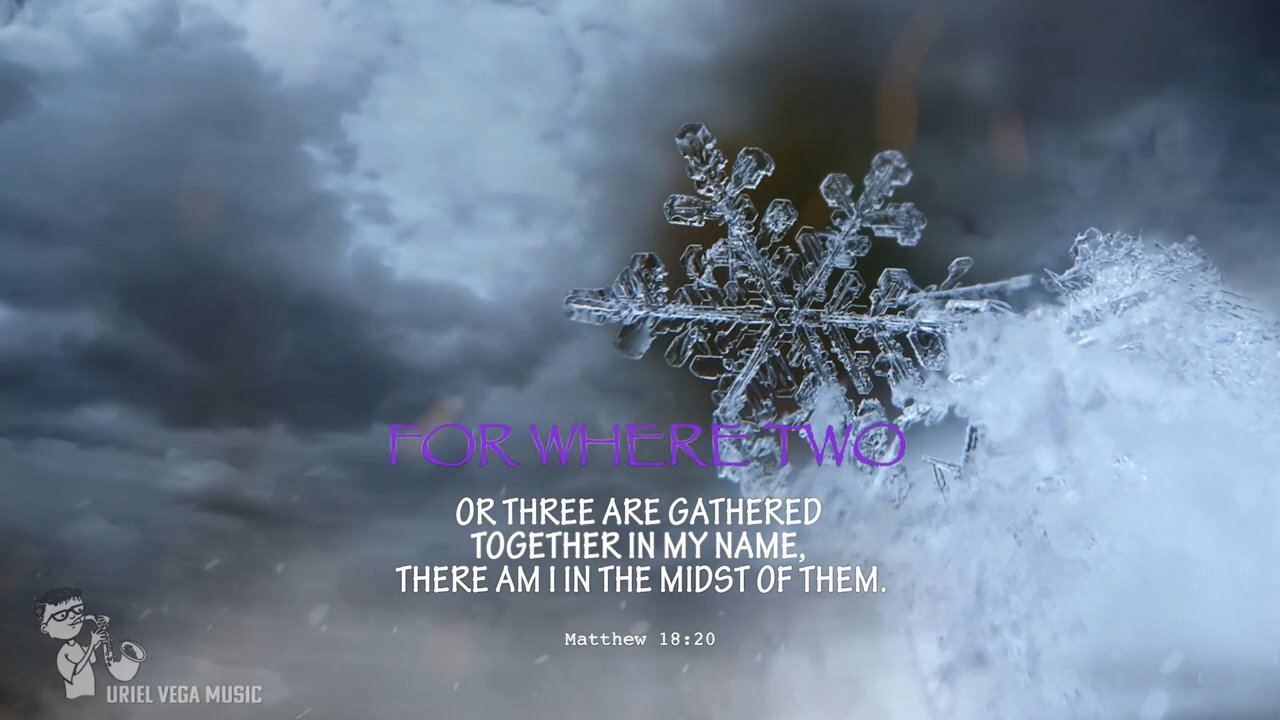 FOR WHERE TWO
OR THREE ARE GATHERED
TOGETHER IN MY NAME,
THERE AM I IN THE MIDST OF THEM.
Matthew 18:20
URIEL VEGA MUSIC